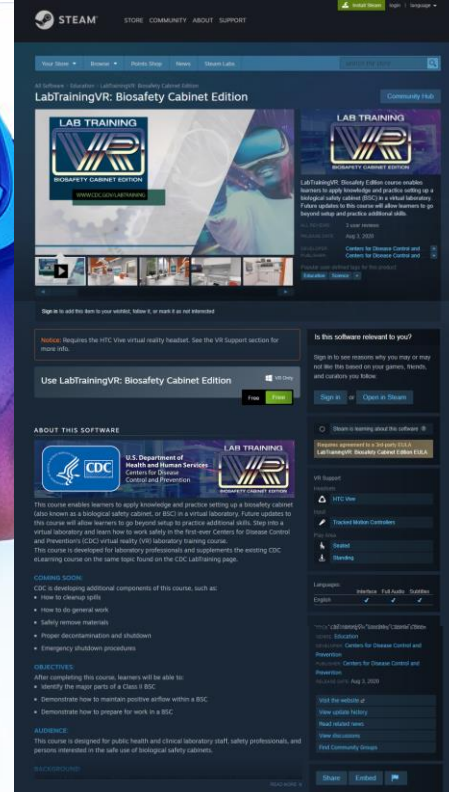 Install Steam
login | language
STEAM
STORE COMMUNITY ABOUT SUPPORT
Your Store Browse Points Shop News Steam Labs
search the store
All Software > Education > LabTrainingVR: Biosafety Cabinet Edition
LabTrainingVR: Biosafety Cabinet Edition
Community Hub
LAB TRAINING
VR
BIOSAFETY CABINET EDITION
WWW.CDC.GOV/LABTRAINING
LAB TRAINING
VR
BIOSAFETY CABINET EDITION
LabTrainingVR: Biosafety Edition course enables
learners to apply knowledge and practice setting up a
biological safety cabinet (BSC) in a virtual laboratory.
Future updates to this course will allow learners to go
beyond setup and practice additional skills.
ALL REVIEWS: 3 user reviews
RELEASE DATE: Aug 3, 2020
DEVELOPER: Centers for Disease Control and
PUBLISHER: Centers for Disease Control and
Popular user-defined tags for this product:
Education Science +
Sign in to add this item to your wishlist, follow it, or mark it as not interested
Notice: Requires the HTC Vive virtual reality headset. See the VR Support section for
more info.
Use LabTrainingVR: Biosafety Cabinet Edition
VR Only
Free Free
Is this software relevant to you?
Sign in to see reasons why you may or may
not like this based on your games, friends,
and curators you follow.
Sign in or Open in Steam
Steam is learning about this software
Requires agreement to a 3rd-party EULA
LabTrainingVR: Biosafety Cabinet Edition EULA
VR Support
Headsets
HTC Vive
Input
Tracked Motion Controllers
Play Area
Seated
Standing
Languages:
Interface Full Audio Subtitles
English ✔ ✔ ✔
GENRE: Education
DEVELOPER: Centers for Disease Control and
Prevention
PUBLISHER: Centers for Disease Control and
Prevention
RELEASE DATE: Aug 3, 2020
Visit the website
View update history
Read related news
View discussions
Find Community Groups
Share Embed
ABOUT THIS SOFTWARE
CDC
U.S. Department of
Health and Human Services
Centers for Disease
Control and Prevention
LAB TRAINING
VR
BIOSAFETY CABINET EDITION
This course enables learners to apply knowledge and practice setting up a biosafety cabinet
(also known as a biological safety cabinet, or BSC) in a virtual laboratory. Future updates to
this course will allow learners to go beyond setup to practice additional skills. Step into a
virtual laboratory and learn how to work safely in the first-ever Centers for Disease Control
and Prevention's (CDC) virtual reality (VR) laboratory training course.
This course is developed for laboratory professionals and supplements the existing CDC
eLearning course on the same topic found on the CDC LabTraining page.
COMING SOON:
CDC is developing additional components of this course, such as:
• How to cleanup spills
• How to do general work
• Safely remove materials
• Proper decontamination and shutdown
• Emergency shutdown procedures
OBJECTIVES:
After completing this course, learners will be able to:
• Identify the major parts of a Class II BSC
• Demonstrate how to maintain positive airflow within a BSC
• Demonstrate how to prepare for work in a BSC
AUDIENCE:
This course is designed for public health and clinical laboratory staff, safety professionals, and
persons interested in the safe use of biological safety cabinets.
BACKGROUND:
READ MORE